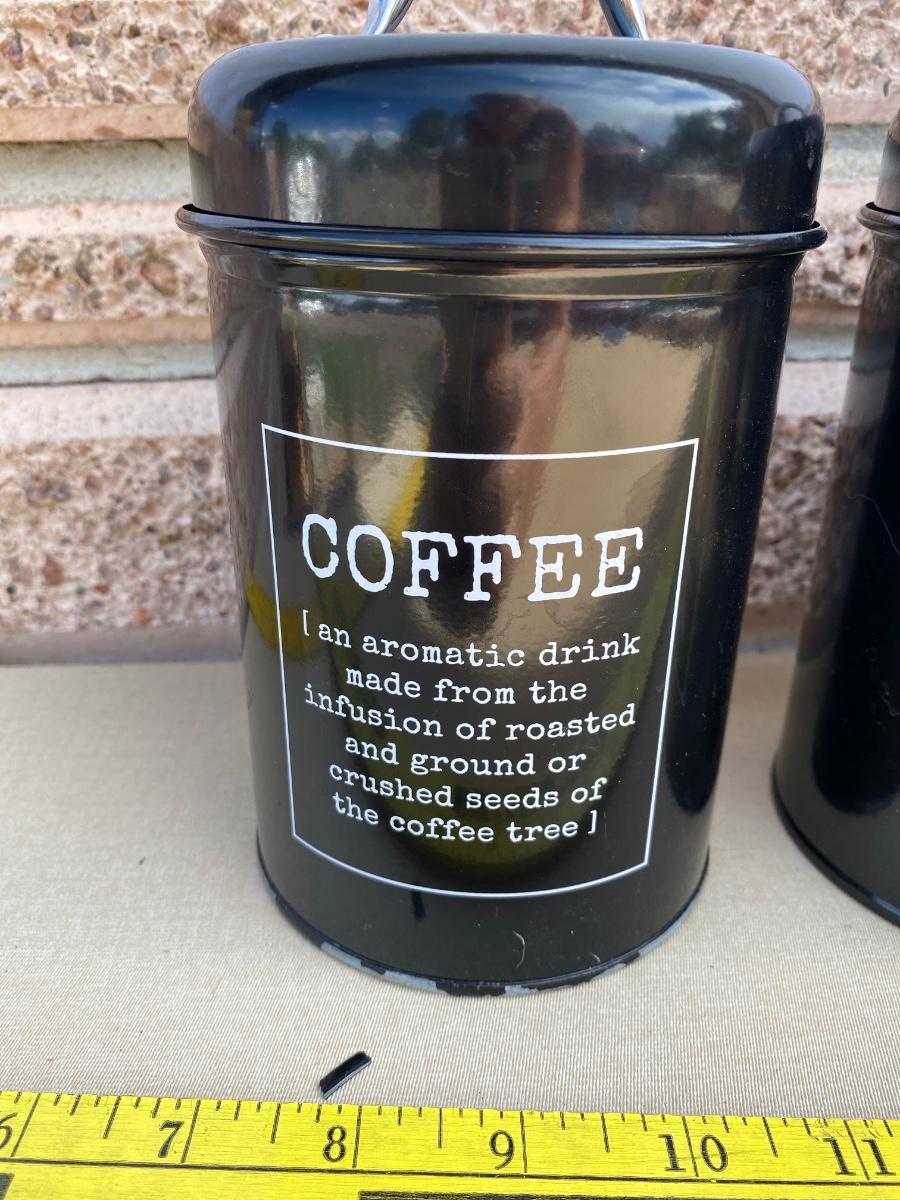 COFFEE
[ an aromatic drink
made from the
infusion of roasted
and ground or
crushed seeds of
the coffee tree ]
6 7 8 9 10 11